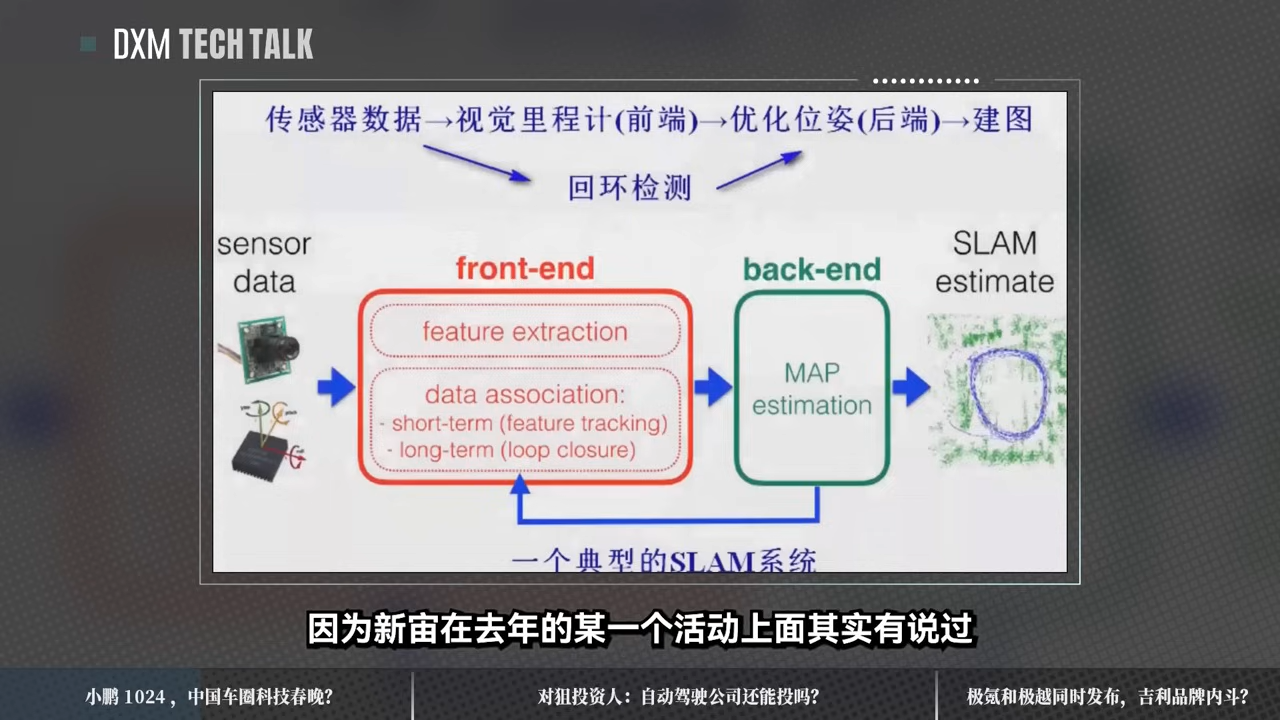 DXM TECH TALK
传感器数据→视觉里程计(前端)→优化位姿(后端)→建图
回环检测
sensor
data
front-end
feature extraction
data association:
- short-term (feature tracking)
- long-term (loop closure)
back-end
MAP
estimation
SLAM
estimate
一个典型的SLAM系统
因为新宙在去年的某一个活动上面其实有说过
小鹏 1024 ，中国车圈科技春晚？
对狙投资人：自动驾驶公司还能投吗？
极氪和极越同时发布，吉利品牌内斗？